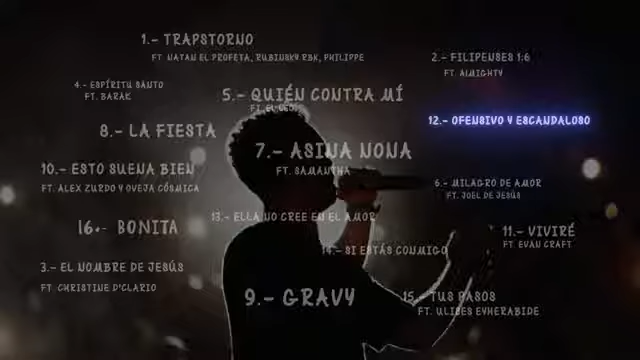 1.- TRAPSTORNO
FT. NATAN EL PROFETA, RUBINSKY RBK, PHILIPPE
2.- FILIPENSES 1:6
FT. ALMIGHTY
4.- ESPÍRITU SANTO
FT. BARAK
5.- QUIÉN CONTRA MÍ
12.- OFENSIVO Y ESCANDALOSO
8.- LA FIESTA
7.- ASINA NONA
FT. SAMANTHA
10.- ESTO SUENA BIEN
FT. ALEX ZURDO Y OVEJA CÓSMICA
6.- MILAGRO DE AMOR
FT. JOEL DE JESÚS
13.- ELLA NO CREE EN EL AMOR
16.- BONITA
11.- VIVIRÉ
FT. EVAN CRAFT
14.- SI ESTÁS CONMIGO
3.- EL NOMBRE DE JESÚS
FT. CHRISTINE D'CLARIO
9.- GRAVY
15.- TUS PASOS
FT. ULISES EYHERABIDE